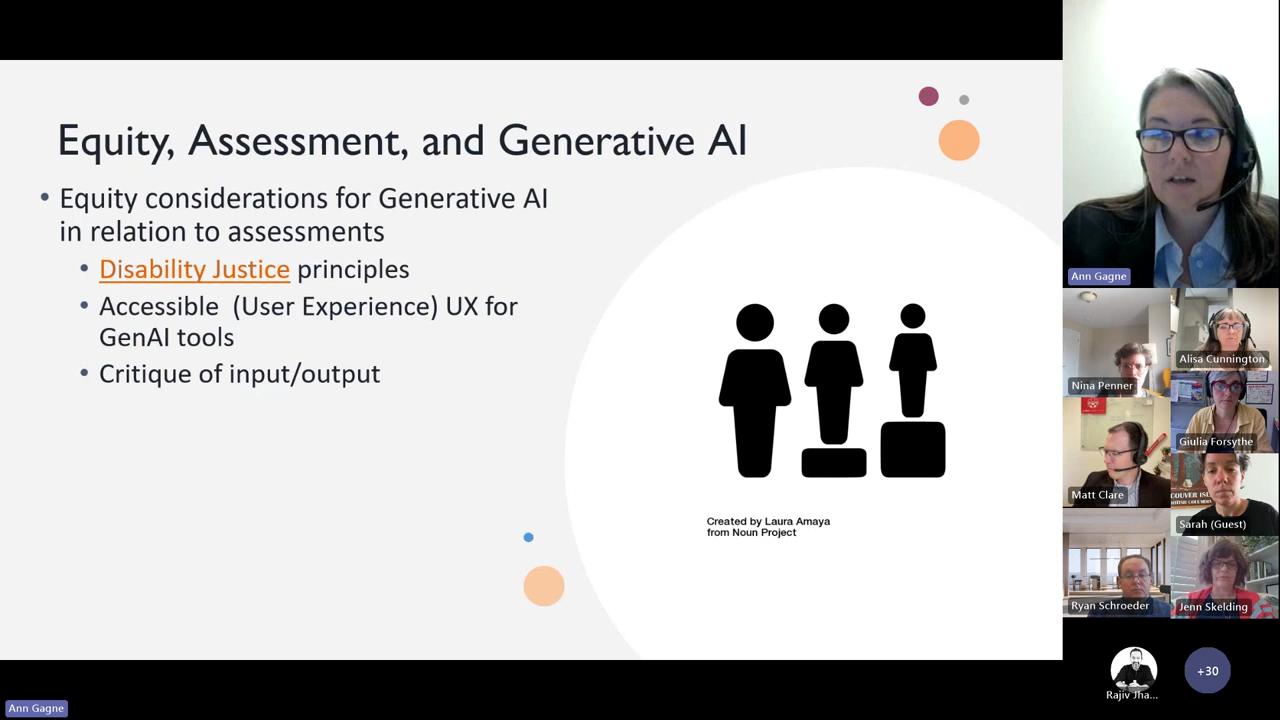 Equity, Assessment, and Generative AI
• Equity considerations for Generative AI
in relation to assessments
• Disability Justice principles
• Accessible (User Experience) UX for
GenAI tools
• Critique of input/output
Created by Laura Amaya
from Noun Project
Ann Gagne
Nina Penner
Alisa Cunnington
Giulia Forsythe
Matt Clare
Sarah (Guest)
Ryan Schroeder
Jenn Skelding
Rajiv Jha...
+30
Ann Gagne